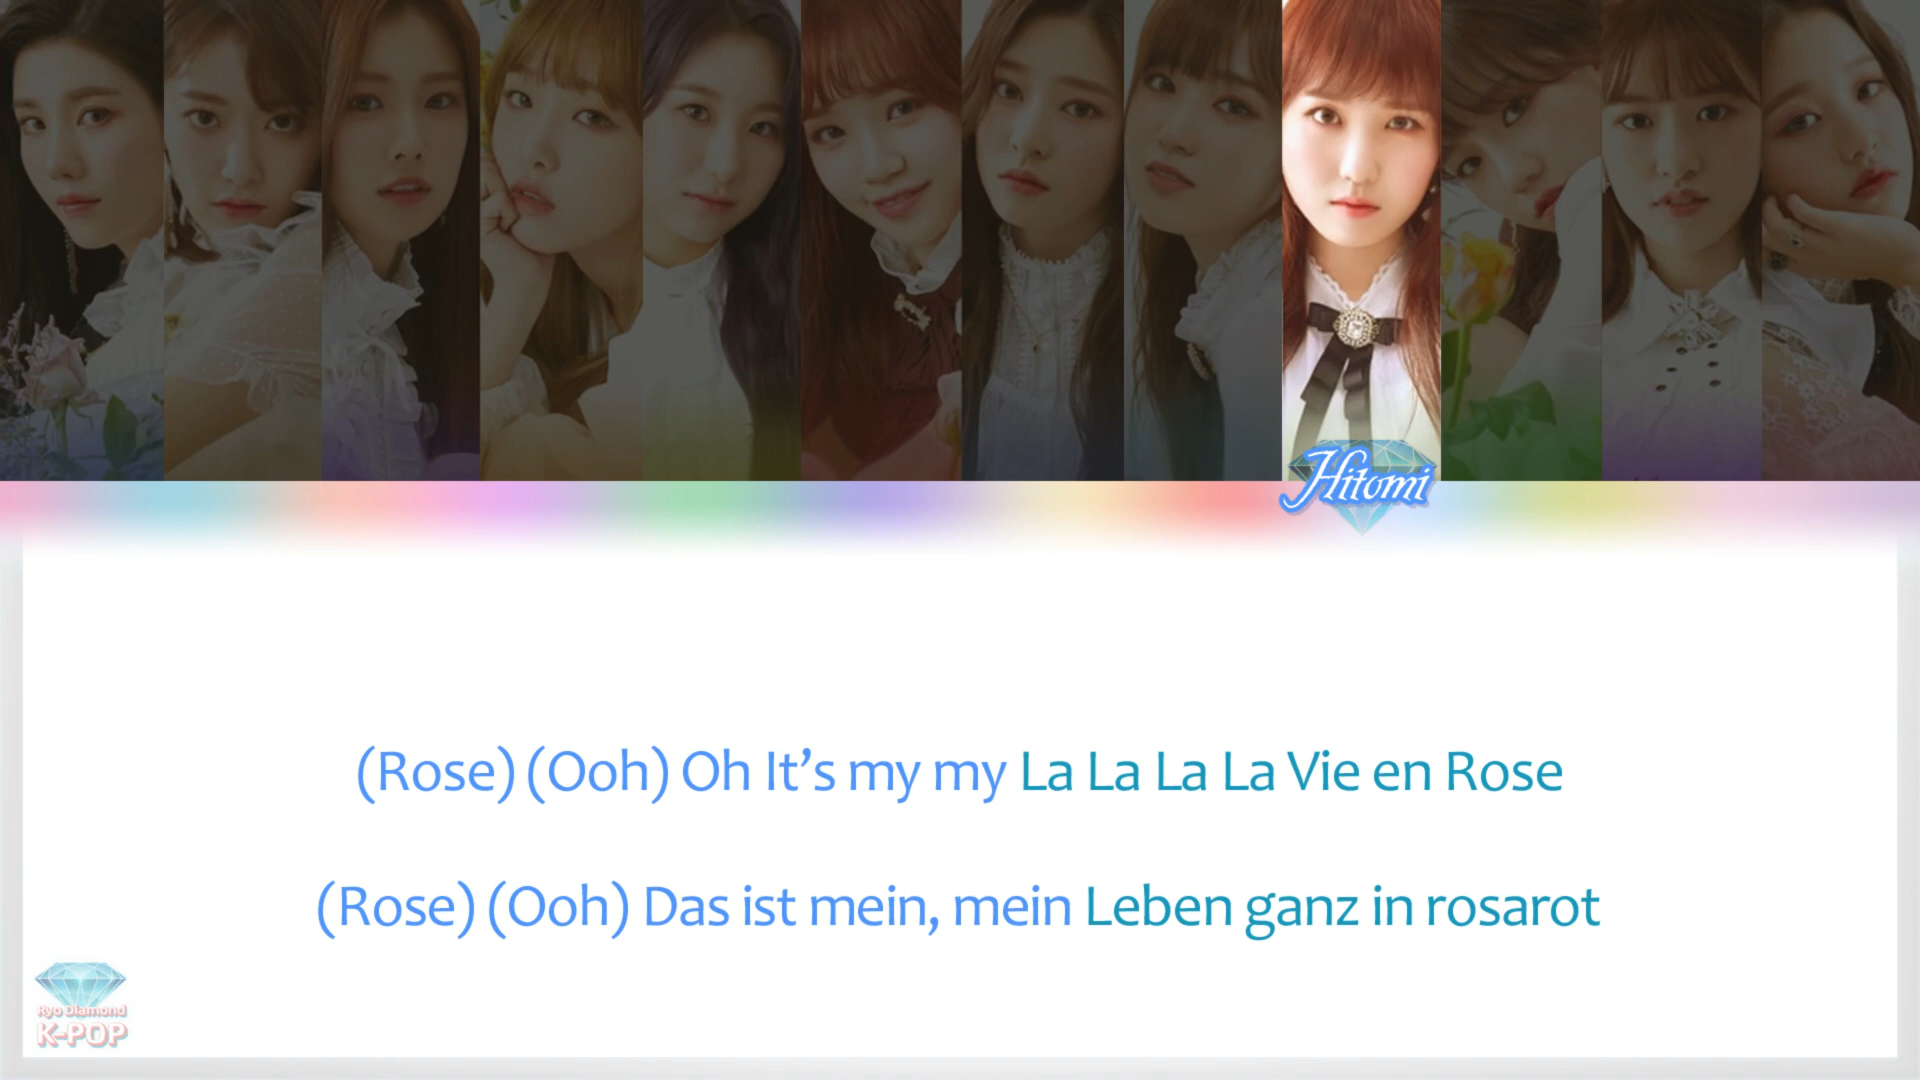 Hitomi
(Rose) (Ooh) Oh It’s my my La La La La Vie en Rose
(Rose) (Ooh) Das ist mein, mein Leben ganz in rosarot
Ryo Diamond
K-POP